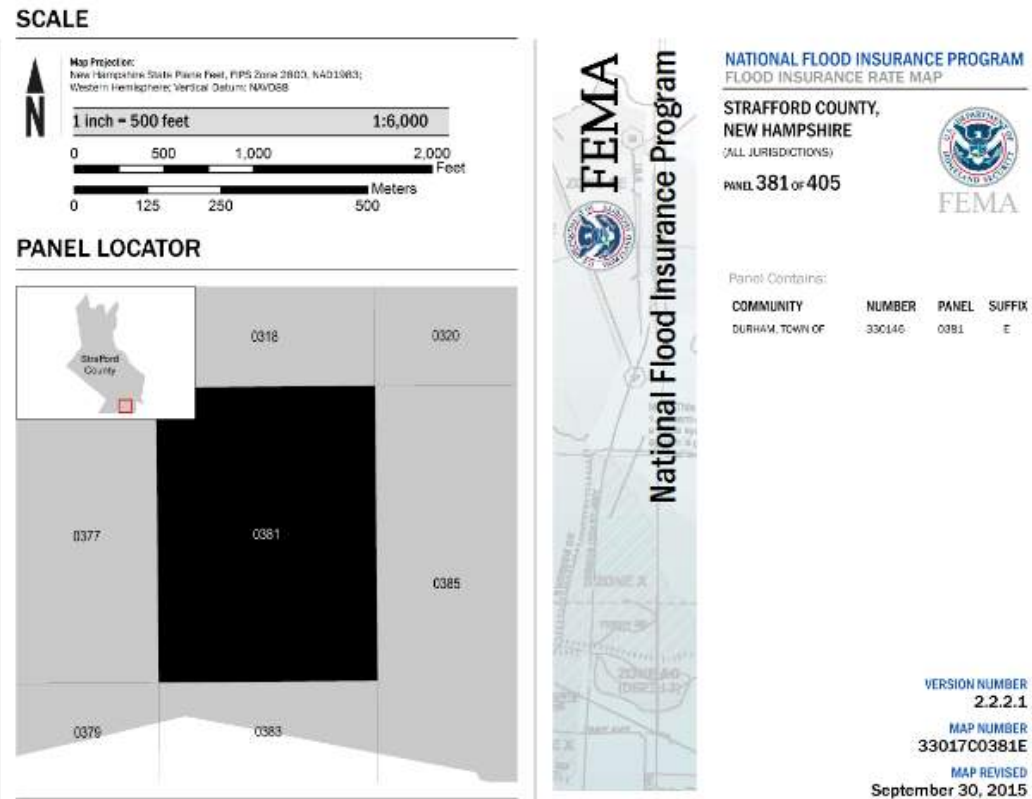 SCALE
N
Map Projection:
New Hampshire State Plane Feet, FIPS Zone 2800, NAD1983;
Western Hemisphere; Vertical Datum: NAVD88
1 inch = 500 feet 1:6,000
0 500 1,000 2,000
Feet
Meters
0 125 250 500
PANEL LOCATOR
Strafford
County
0318
0320
0377
0381
0385
0379
0383
FEMA
National Flood Insurance Program
ZONE X
NATIONAL FLOOD INSURANCE PROGRAM
FLOOD INSURANCE RATE MAP
STRAFFORD COUNTY,
NEW HAMPSHIRE
(ALL JURISDICTIONS)
PANEL 381 OF 405
U.S. DEPARTMENT OF
HOMELAND SECURITY
FEMA
Panel Contains:
COMMUNITY NUMBER PANEL SUFFIX
DURHAM, TOWN OF 330146 0381 E
VERSION NUMBER
2.2.2.1
MAP NUMBER
33017C0381E
MAP REVISED
September 30, 2015